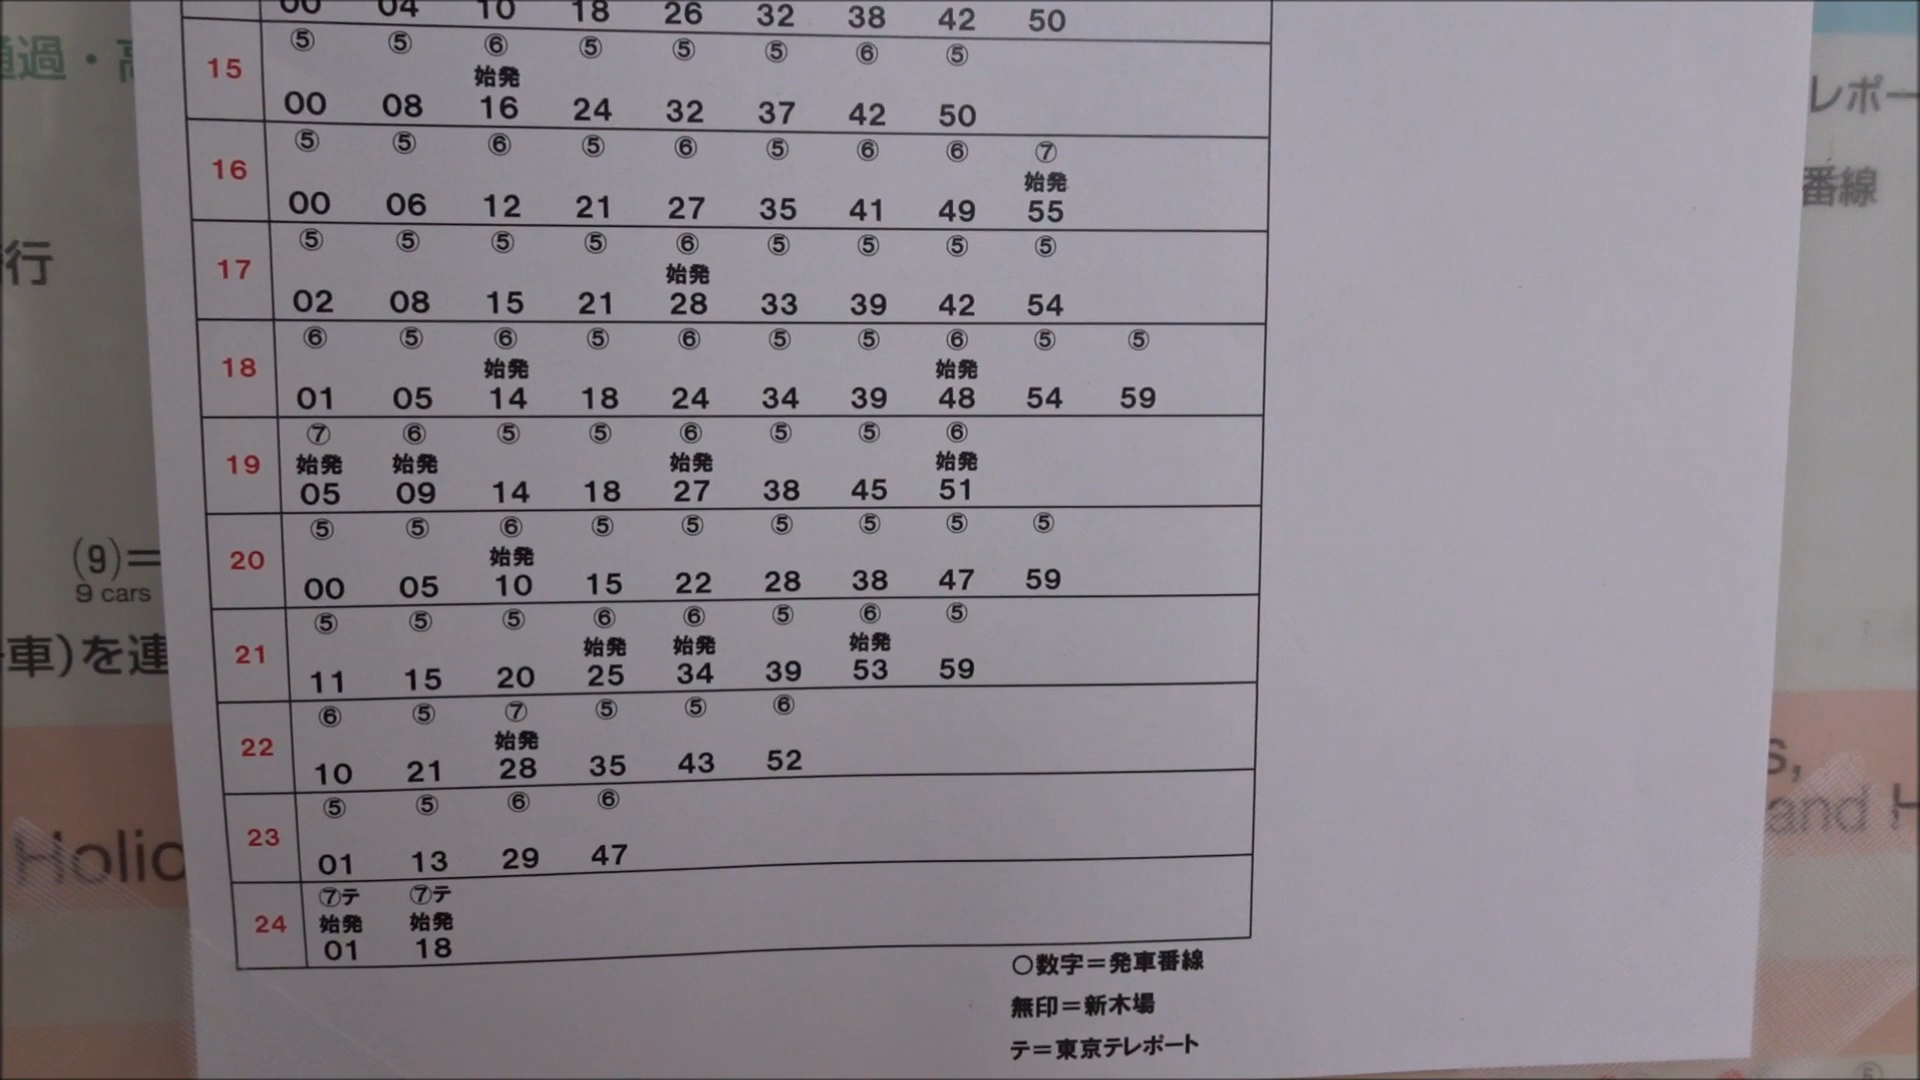 00 04 10 18 26 32 38 42 50
15
⑤ ⑤ ⑥ ⑤ ⑤ ⑤ ⑥ ⑤
始発
00 08 16 24 32 37 42 50
16
⑤ ⑤ ⑥ ⑤ ⑥ ⑤ ⑥ ⑥ ⑦
始発
00 06 12 21 27 35 41 49 55
17
⑤ ⑤ ⑤ ⑤ ⑥ ⑤ ⑤ ⑤ ⑤
始発
02 08 15 21 28 33 39 42 54
18
⑥ ⑤ ⑥ ⑤ ⑥ ⑤ ⑤ ⑥ ⑤ ⑤
始発 始発
01 05 14 18 24 34 39 48 54 59
19
⑦ ⑥ ⑤ ⑤ ⑥ ⑤ ⑤ ⑥
始発 始発 始発 始発
05 09 14 18 27 38 45 51
20
⑤ ⑤ ⑥ ⑤ ⑤ ⑤ ⑤ ⑤ ⑤
始発
00 05 10 15 22 28 38 47 59
21
⑤ ⑤ ⑤ ⑥ ⑥ ⑤ ⑥ ⑤
始発 始発 始発
11 15 20 25 34 39 53 59
22
⑥ ⑤ ⑦ ⑤ ⑤ ⑥
始発
10 21 28 35 43 52
23
⑤ ⑤ ⑥ ⑥
01 13 29 47
24
⑦テ ⑦テ
始発 始発
01 18
○数字＝発車番線
無印＝新木場
テ＝東京テレポート
通過・高
行
(9)＝
9 cars
車)を連
Holid
レポー
番線
s,
and H